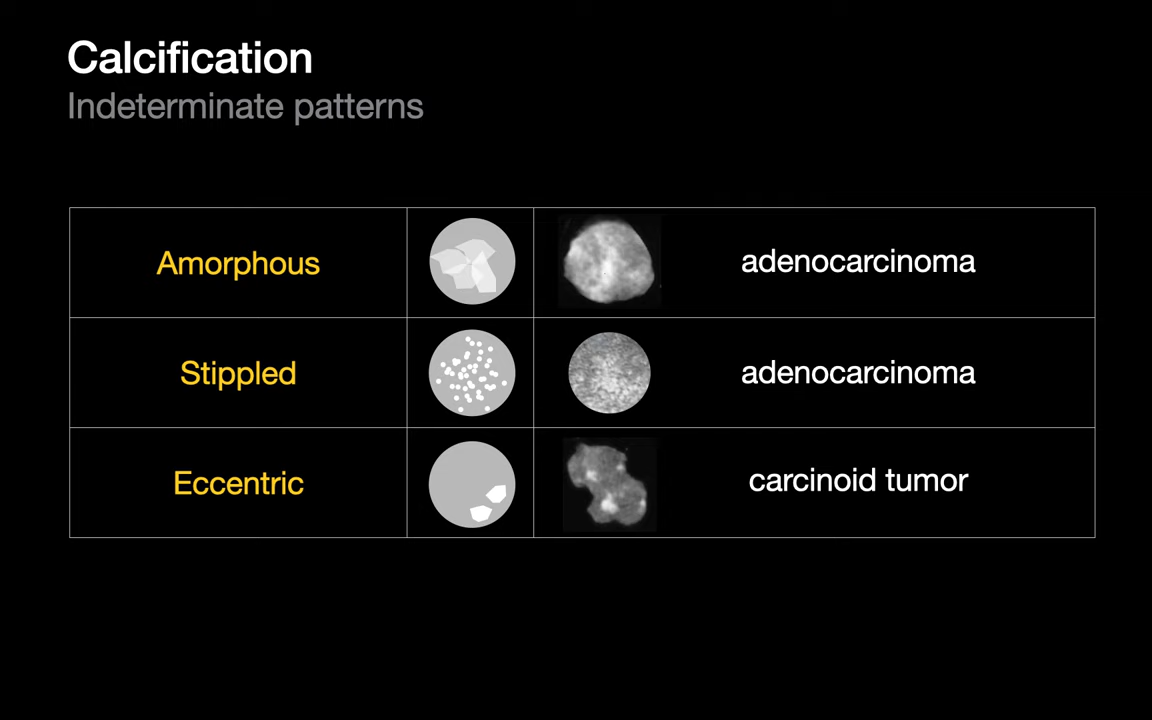 Calcification
Indeterminate patterns
Amorphous
adenocarcinoma
Stippled
adenocarcinoma
Eccentric
carcinoid tumor